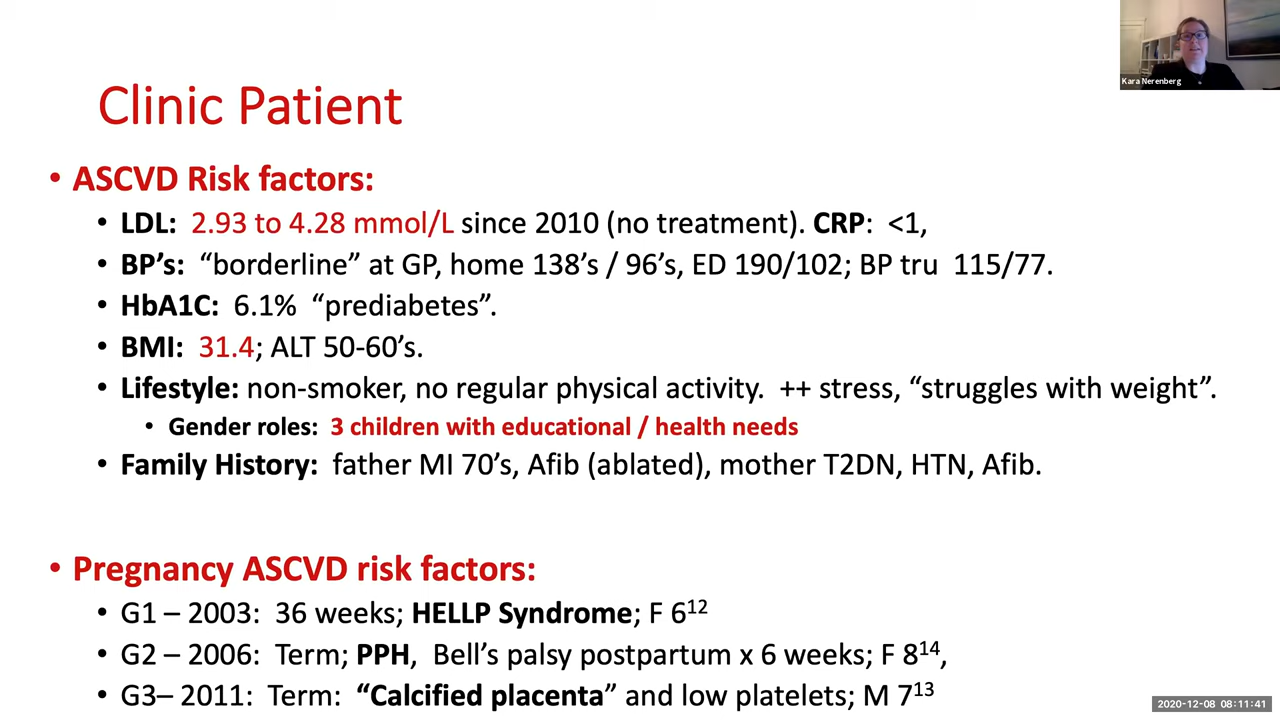 Kara Nerenberg
Clinic Patient
• ASCVD Risk factors:
• LDL: 2.93 to 4.28 mmol/L since 2010 (no treatment). CRP: <1,
• BP's: “borderline” at GP, home 138's / 96's, ED 190/102; BP tru 115/77.
• HbA1C: 6.1% “prediabetes”.
• BMI: 31.4; ALT 50-60's.
• Lifestyle: non-smoker, no regular physical activity. ++ stress, “struggles with weight”.
• Gender roles: 3 children with educational / health needs
• Family History: father MI 70's, Afib (ablated), mother T2DN, HTN, Afib.
• Pregnancy ASCVD risk factors:
• G1 – 2003: 36 weeks; HELLP Syndrome; F 6¹²
• G2 – 2006: Term; PPH, Bell's palsy postpartum x 6 weeks; F 8¹⁴,
• G3– 2011: Term: “Calcified placenta” and low platelets; M 7¹³
2020-12-08 08:11:41